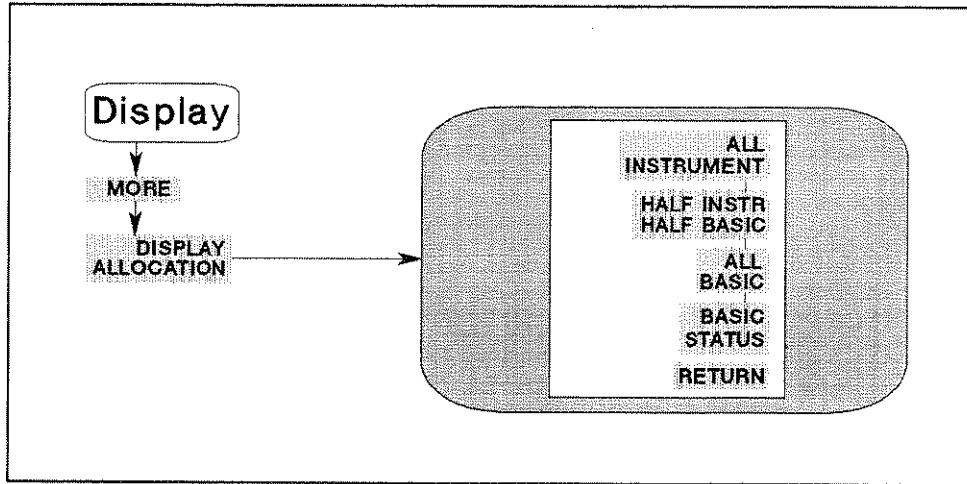 Display
MORE
DISPLAY
ALLOCATION
ALL
INSTRUMENT
HALF INSTR
HALF BASIC
ALL
BASIC
BASIC
STATUS
RETURN